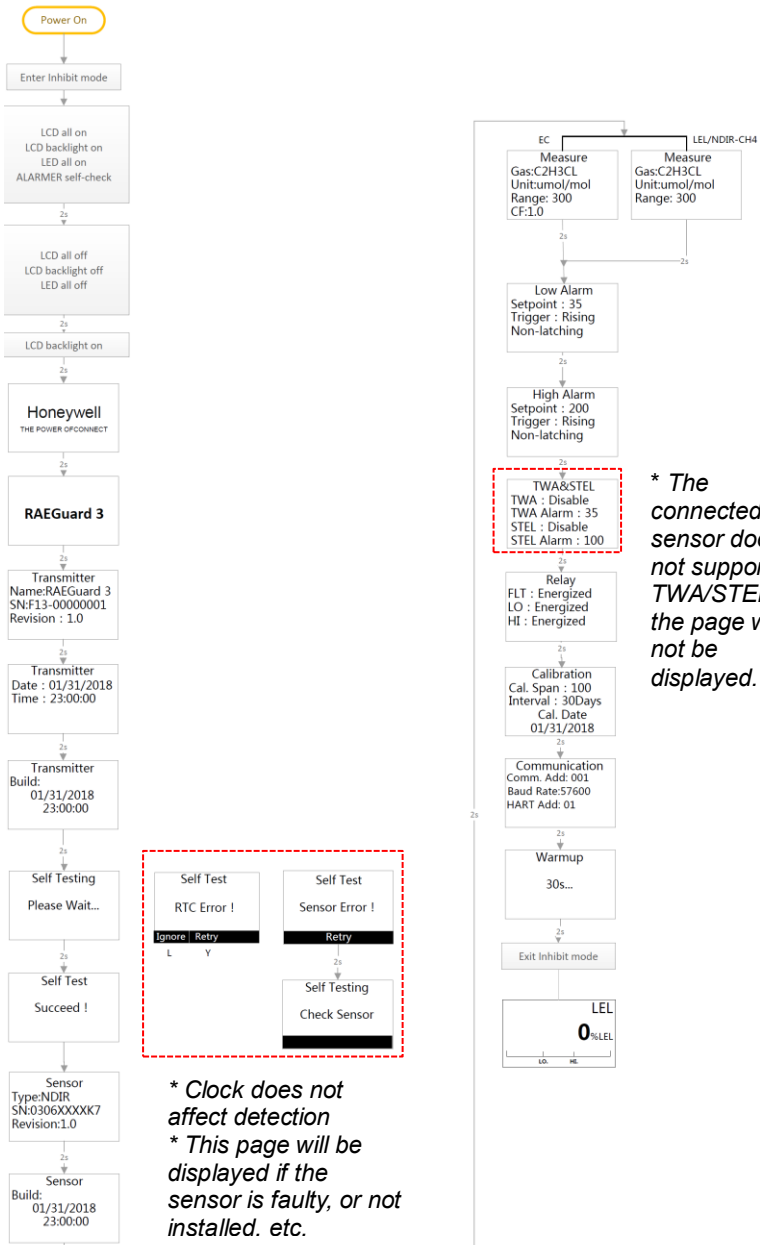 Power On
Enter Inhibit mode
LCD all on
LCD backlight on
LED all on
ALARMER self-check
2s
LCD all off
LCD backlight off
LED all off
2s
LCD backlight on
2s
Honeywell
THE POWER OFCONNECT
2s
RAEGuard 3
2s
Transmitter
Name:RAEGuard 3
SN:F13-00000001
Revision : 1.0
2s
Transmitter
Date : 01/31/2018
Time : 23:00:00
2s
Transmitter
Build:
01/31/2018
23:00:00
2s
Self Testing
Please Wait...
2s
Self Test
Succeed !
Sensor
Type:NDIR
SN:0306XXXXK7
Revision:1.0
2s
Sensor
Build:
01/31/2018
23:00:00
Self Test
RTC Error !
Ignore Retry
L Y
Self Test
Sensor Error !
Retry
2s
Self Testing
Check Sensor
* Clock does not
affect detection
* This page will be
displayed if the
sensor is faulty, or not
installed. etc.
2s
EC
LEL/NDIR-CH4
Measure
Gas:C2H3CL
Unit:umol/mol
Range: 300
CF:1.0
2s
Measure
Gas:C2H3CL
Unit:umol/mol
Range: 300
2s
Low Alarm
Setpoint : 35
Trigger : Rising
Non-latching
2s
High Alarm
Setpoint : 200
Trigger : Rising
Non-latching
2s
TWA&STEL
TWA : Disable
TWA Alarm : 35
STEL : Disable
STEL Alarm : 100
* The
connected
sensor
not
TWA/STEL
the page
not be
displayed.
2s
Relay
FLT : Energized
LO : Energized
HI : Energized
2s
Calibration
Cal. Span : 100
Interval : 30Days
Cal. Date
01/31/2018
2s
Communication
Comm. Add: 001
Baud Rate:57600
HART Add: 01
2s
Warmup
30s...
2s
Exit Inhibit mode
LEL
0%LEL
LO. HI.